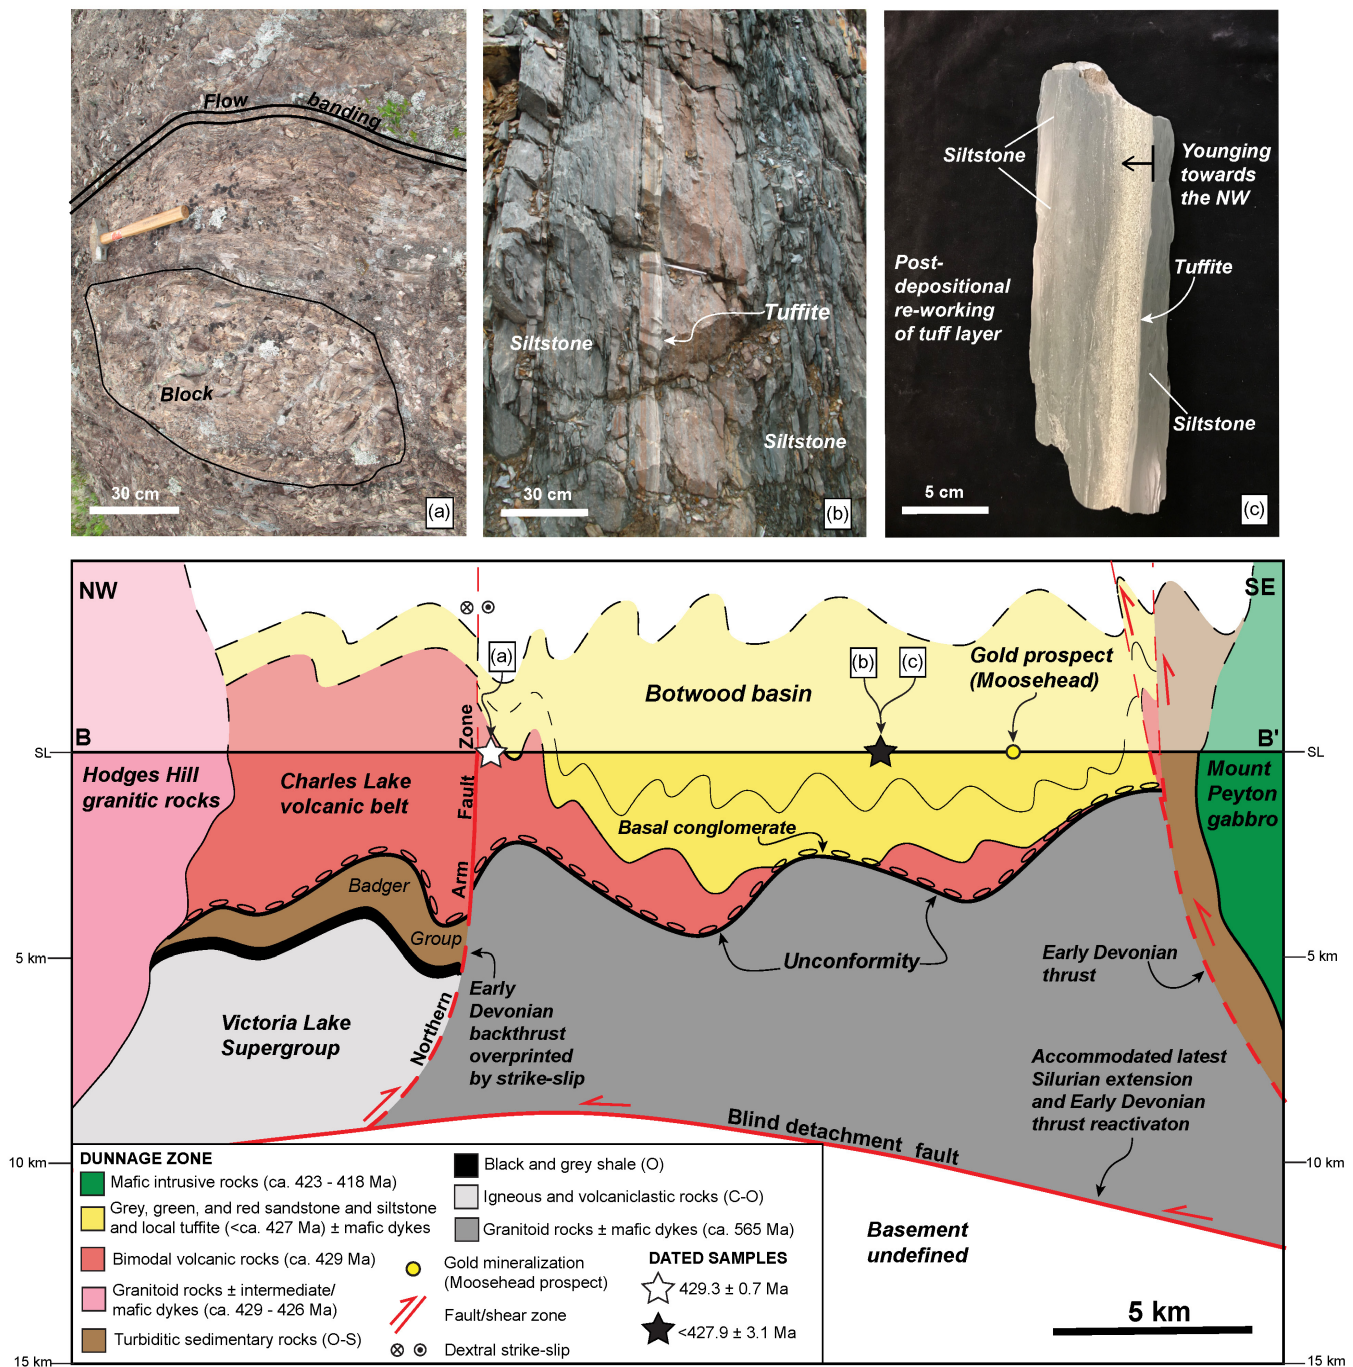 Flow banding
Block
30 cm
(a)
Siltstone
Tuffite
Siltstone
30 cm
(b)
Siltstone
Younging
towards
the NW
Post-
depositional
re-working
of tuff layer
Tuffite
Siltstone
5 cm
(c)
NW
SE
(a)
(b)
(c)
Gold prospect
(Moosehead)
Botwood basin
B
B'
SL
SL
Hodges Hill
granitic rocks
Charles Lake
volcanic belt
Northern Arm Fault Zone
Mount
Peyton
gabbro
Basal conglomerate
Badger
Group
Unconformity
5 km
5 km
Early
Devonian
backthrust
overprinted
by strike-slip
Early Devonian
thrust
Victoria Lake
Supergroup
Accommodated latest
Silurian extension
and Early Devonian
thrust reactivaton
Blind detachment fault
10 km
10 km
Basement
undefined
5 km
15 km
15 km
DUNNAGE ZONE
Mafic intrusive rocks (ca. 423 - 418 Ma)
Grey, green, and red sandstone and siltstone
and local tuffite (<ca. 427 Ma) ± mafic dykes
Bimodal volcanic rocks (ca. 429 Ma)
Granitoid rocks ± intermediate/
mafic dykes (ca. 429 - 426 Ma)
Turbiditic sedimentary rocks (O-S)
Black and grey shale (O)
Igneous and volcaniclastic rocks (C-O)
Granitoid rocks ± mafic dykes (ca. 565 Ma)
Gold mineralization
(Moosehead prospect)
Fault/shear zone
Dextral strike-slip
DATED SAMPLES
429.3 ± 0.7 Ma
<427.9 ± 3.1 Ma